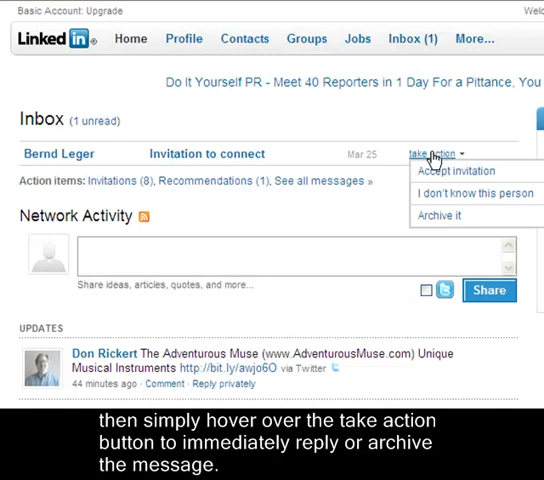 Basic Account: Upgrade
Linked in ® Home Profile Contacts Groups Jobs Inbox (1) More...
Do It Yourself PR - Meet 40 Reporters in 1 Day For a Pittance, You
Inbox (1 unread)
Bernd Leger Invitation to connect Mar 25 take action
Accept invitation
Action items: Invitations (8), Recommendations (1), See all messages »
I don't know this person
Archive it
Network Activity
Share ideas, articles, quotes, and more...
Share
UPDATES
Don Rickert The Adventurous Muse (www.AdventurousMuse.com) Unique
Musical Instruments http://bit.ly/awjo6O via Twitter
44 minutes ago · Comment · Reply privately
then simply hover over the take action
button to immediately reply or archive
the message.